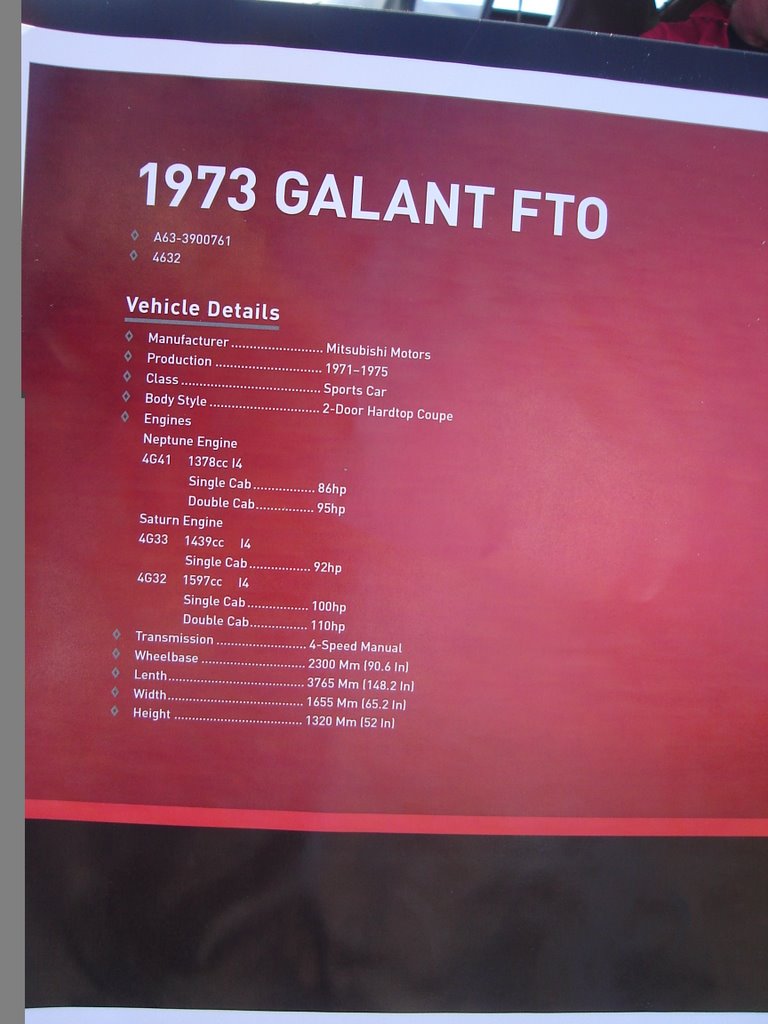 1973 GALANT FTO
A63-3900761
4632
Vehicle Details
Manufacturer ........................ Mitsubishi Motors
Production ............................ 1971–1975
Class ..................................... Sports Car
Body Style ............................. 2-Door Hardtop Coupe
Engines
Neptune Engine
4G41 1378cc I4
Single Cab ................ 86hp
Double Cab............... 95hp
Saturn Engine
4G33 1439cc I4
Single Cab ................ 92hp
4G32 1597cc I4
Single Cab ................ 100hp
Double Cab............... 110hp
Transmission ........................ 4-Speed Manual
Wheelbase ........................... 2300 Mm (90.6 In)
Lenth.................................... 3765 Mm (148.2 In)
Width.................................... 1655 Mm (65.2 In)
Height .................................. 1320 Mm (52 In)